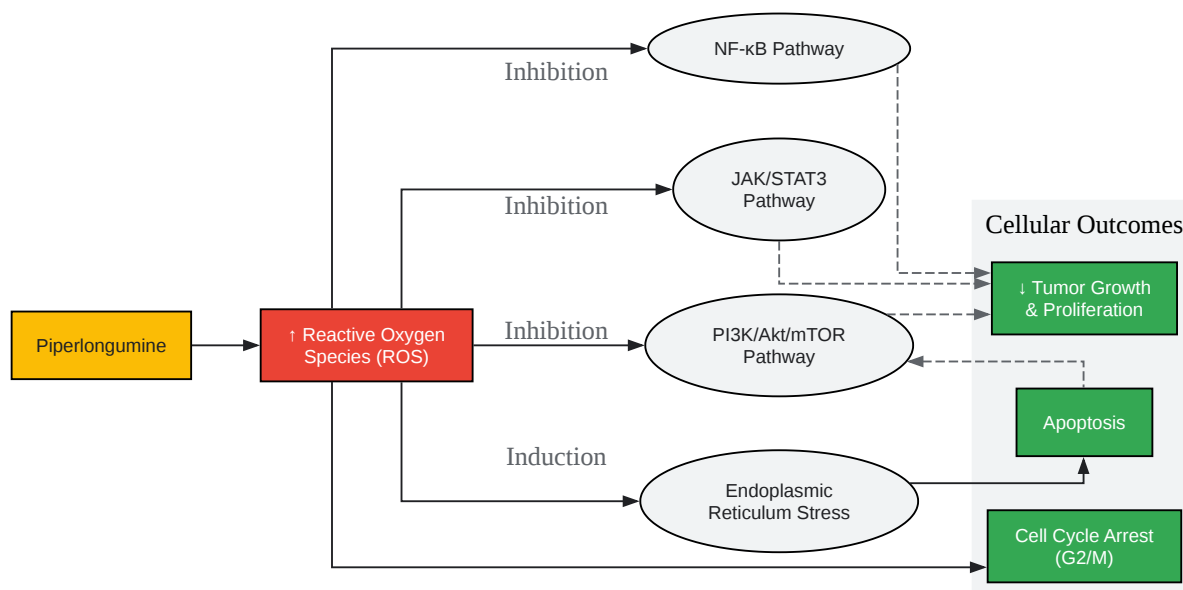 NF-κB Pathway
Inhibition
JAK/STAT3
Pathway
Inhibition
Cellular Outcomes
↓ Tumor Growth
& Proliferation
Piperlongumine
↑ Reactive Oxygen
Species (ROS)
Inhibition
PI3K/Akt/mTOR
Pathway
Apoptosis
Induction
Endoplasmic
Reticulum Stress
Cell Cycle Arrest
(G2/M)